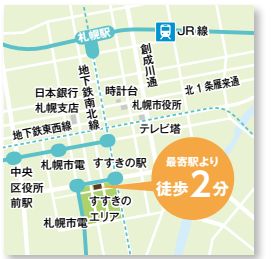 札幌駅
JR線
地下鉄南北線
創成川通
日本銀行
札幌支店
時計台
北1条雁来通
札幌市役所
地下鉄東西線
テレビ塔
札幌市電
すすきの駅
中央
区役所
前駅
最寄駅より
徒歩2分
すすきの
エリア
札幌市電